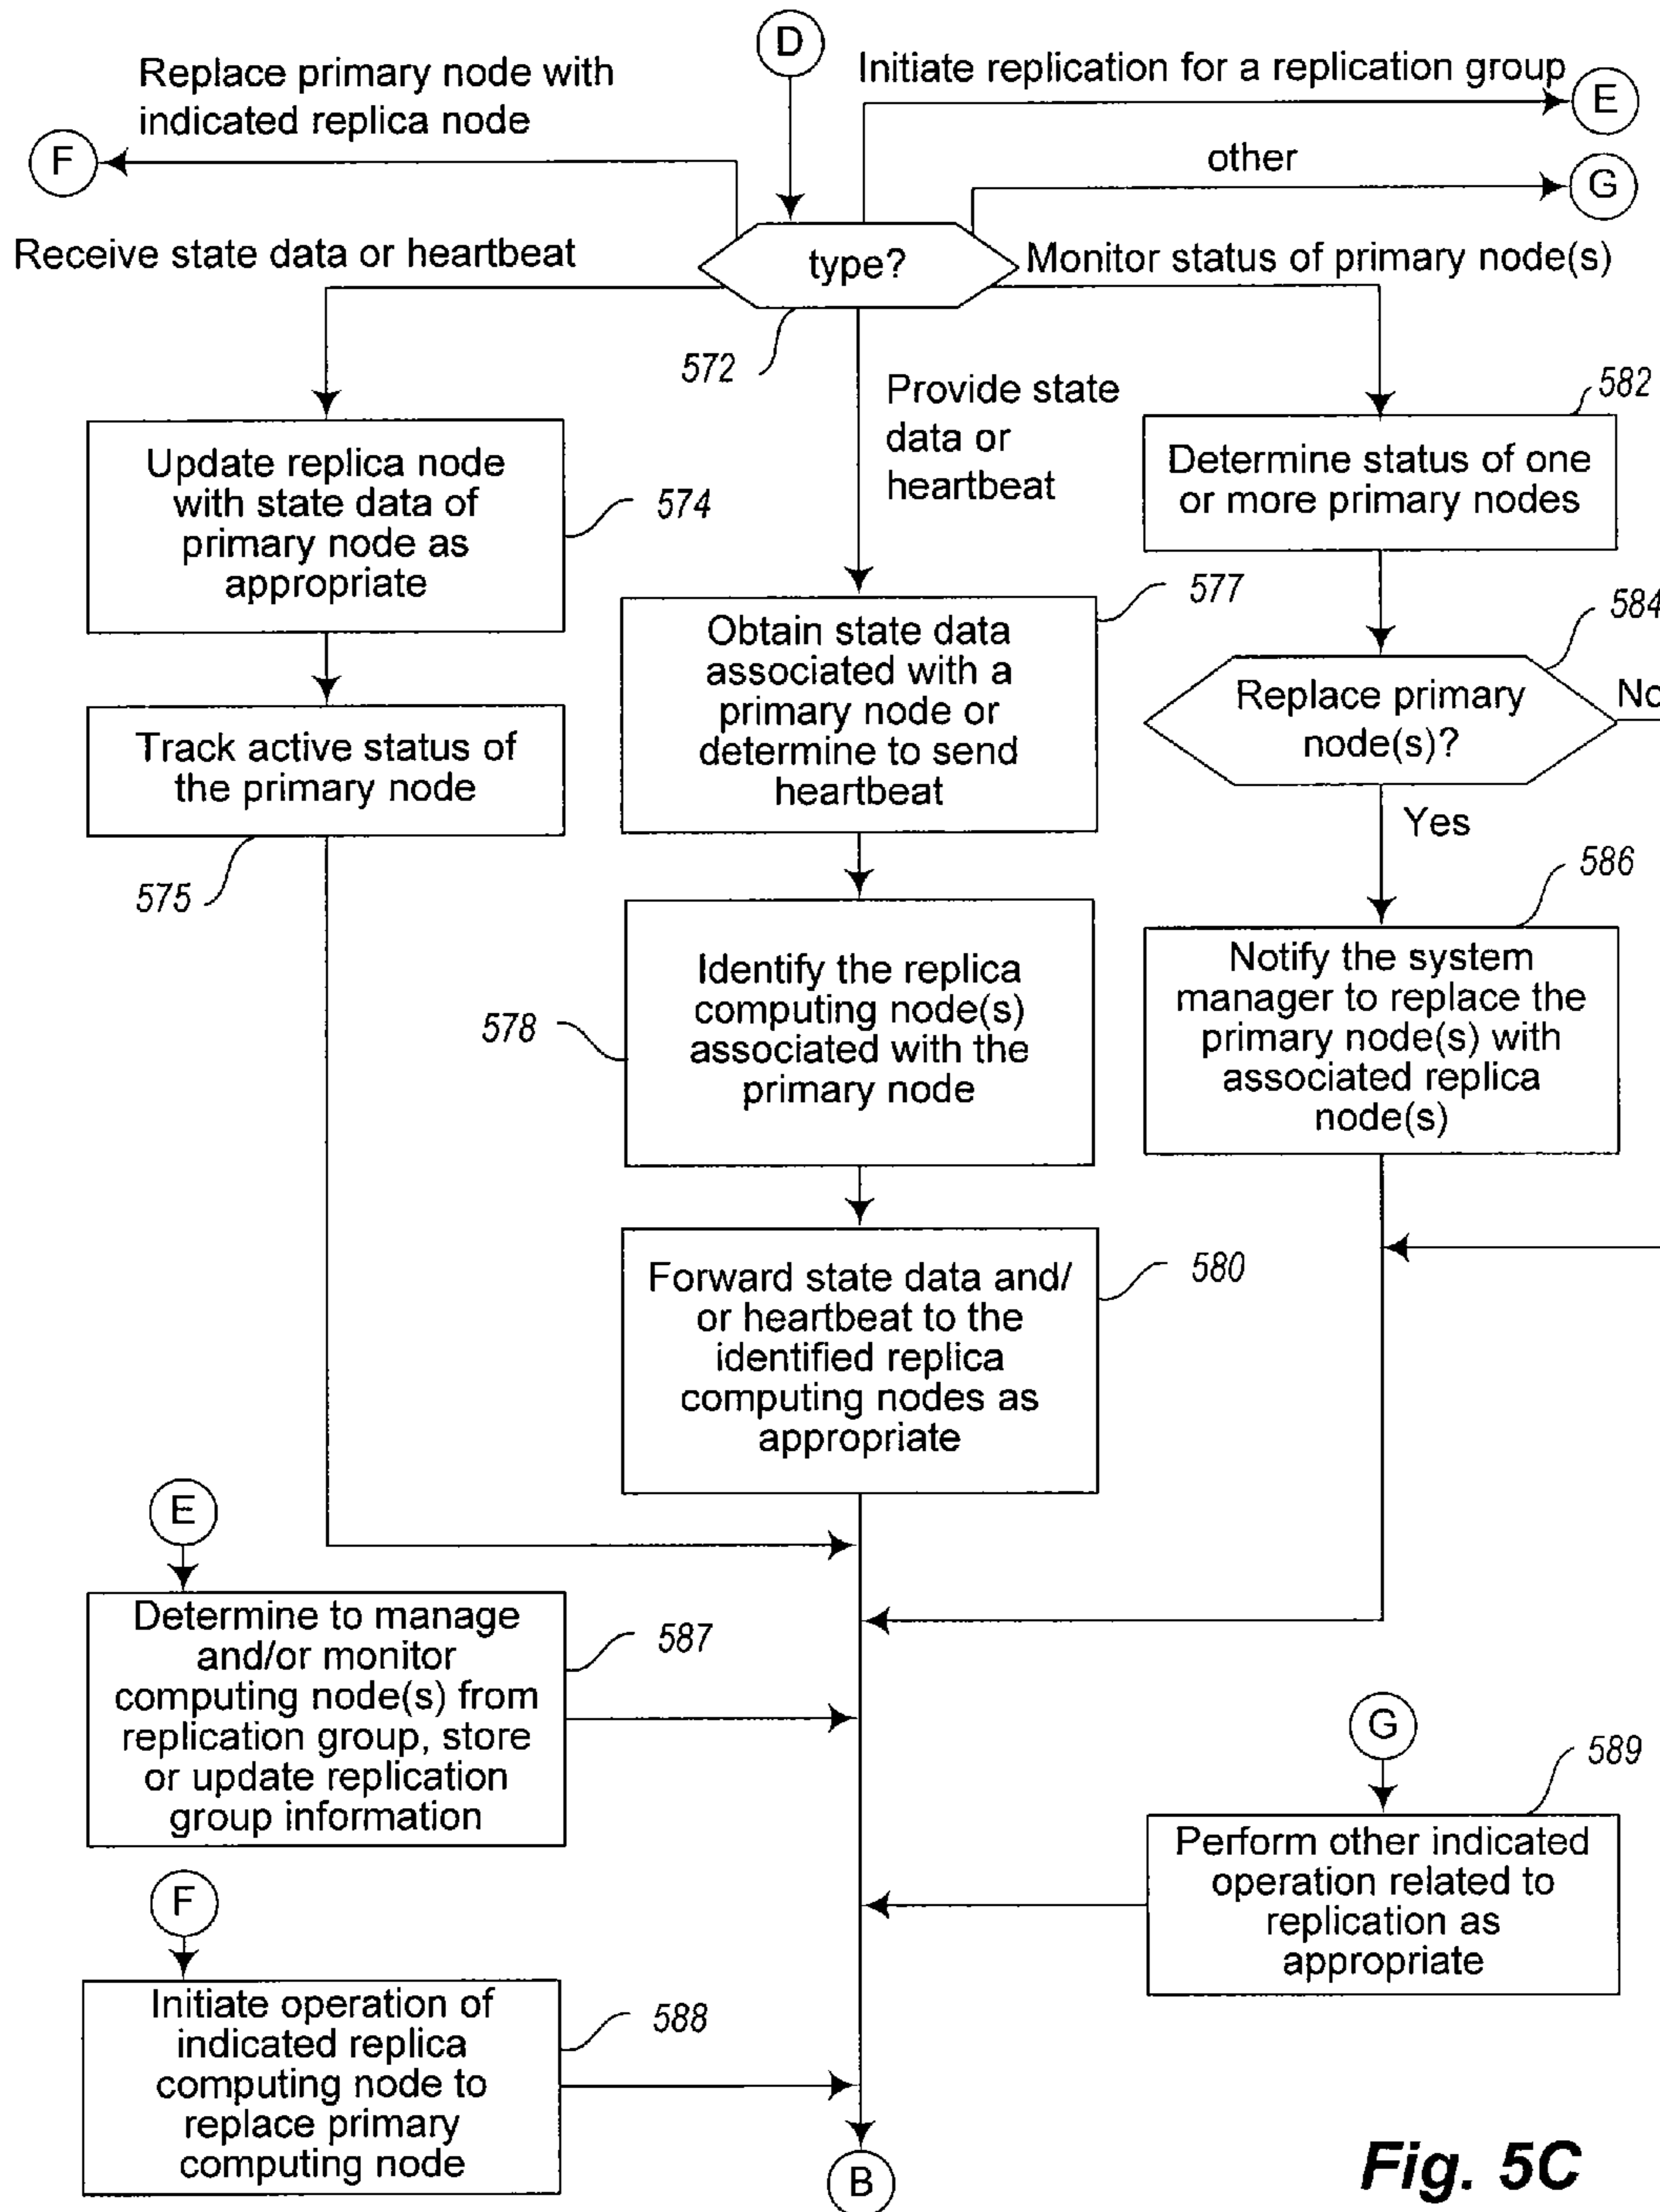 D
Replace primary node with
indicated replica node
Initiate replication for a replication group
E
F
other
G
Receive state data or heartbeat
type?
Monitor status of primary node(s)
572
Provide state
data or
heartbeat
582
Update replica node
with state data of
primary node as
appropriate
574
Determine status of one
or more primary nodes
577
584
Obtain state data
associated with a
primary node or
determine to send
heartbeat
Replace primary
node(s)?
No
Track active status of
the primary node
575
Yes
586
Identify the replica
computing node(s)
associated with the
primary node
578
Notify the system
manager to replace the
primary node(s) with
associated replica
node(s)
Forward state data and/
or heartbeat to the
identified replica
computing nodes as
appropriate
580
E
Determine to manage
and/or monitor
computing node(s) from
replication group, store
or update replication
group information
587
G
589
Perform other indicated
operation related to
replication as
appropriate
F
Initiate operation of
indicated replica
computing node to
replace primary
computing node
588
B
Fig. 5C